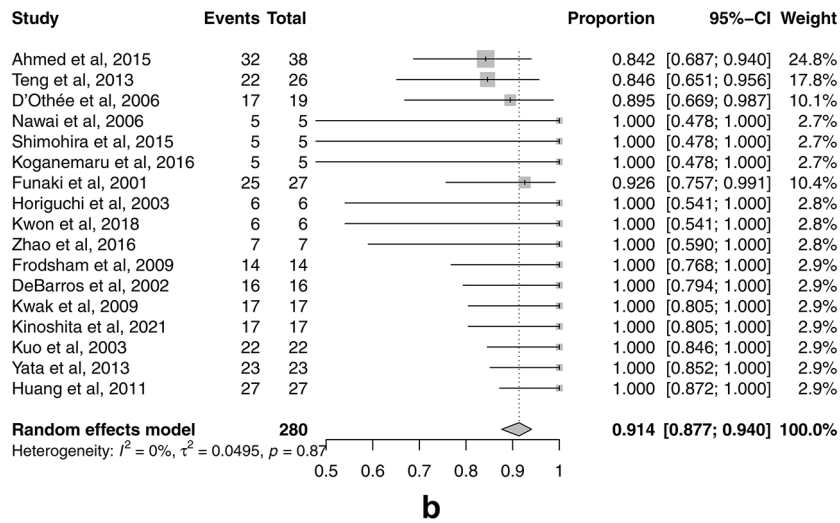 Study Events Total Proportion 95%−CI Weight
Ahmed et al, 2015 32 38 0.842 [0.687; 0.940] 24.8%
Teng et al, 2013 22 26 0.846 [0.651; 0.956] 17.8%
D'Othée et al, 2006 17 19 0.895 [0.669; 0.987] 10.1%
Nawai et al, 2006 5 5 1.000 [0.478; 1.000] 2.7%
Shimohira et al, 2015 5 5 1.000 [0.478; 1.000] 2.7%
Koganemaru et al, 2016 5 5 1.000 [0.478; 1.000] 2.7%
Funaki et al, 2001 25 27 0.926 [0.757; 0.991] 10.4%
Horiguchi et al, 2003 6 6 1.000 [0.541; 1.000] 2.8%
Kwon et al, 2018 6 6 1.000 [0.541; 1.000] 2.8%
Zhao et al, 2016 7 7 1.000 [0.590; 1.000] 2.8%
Frodsham et al, 2009 14 14 1.000 [0.768; 1.000] 2.9%
DeBarros et al, 2002 16 16 1.000 [0.794; 1.000] 2.9%
Kwak et al, 2009 17 17 1.000 [0.805; 1.000] 2.9%
Kinoshita et al, 2021 17 17 1.000 [0.805; 1.000] 2.9%
Kuo et al, 2003 22 22 1.000 [0.846; 1.000] 2.9%
Yata et al, 2013 23 23 1.000 [0.852; 1.000] 2.9%
Huang et al, 2011 27 27 1.000 [0.872; 1.000] 2.9%
Random effects model 280 0.914 [0.877; 0.940] 100.0%
Heterogeneity: I² = 0%, τ² = 0.0495, p = 0.87
0.5 0.6 0.7 0.8 0.9 1
b